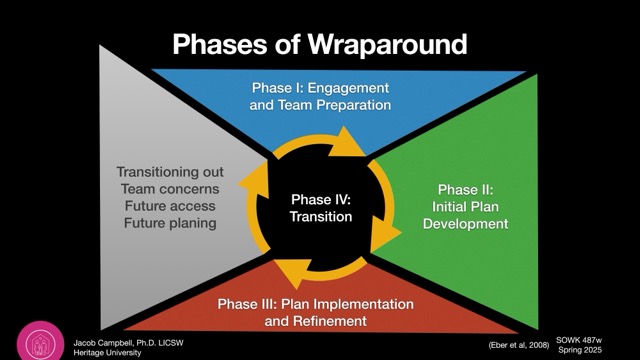 Phases of Wraparound
Phase I: Engagement
and Team Preparation
Transitioning out
Team concerns
Future access
Future planing
Phase IV:
Transition
Phase II:
Initial Plan
Development
Phase III: Plan Implementation
and Refinement
Jacob Campbell, Ph.D. LICSW
Heritage University
(Eber et al, 2008)
SOWK 487w
Spring 2025